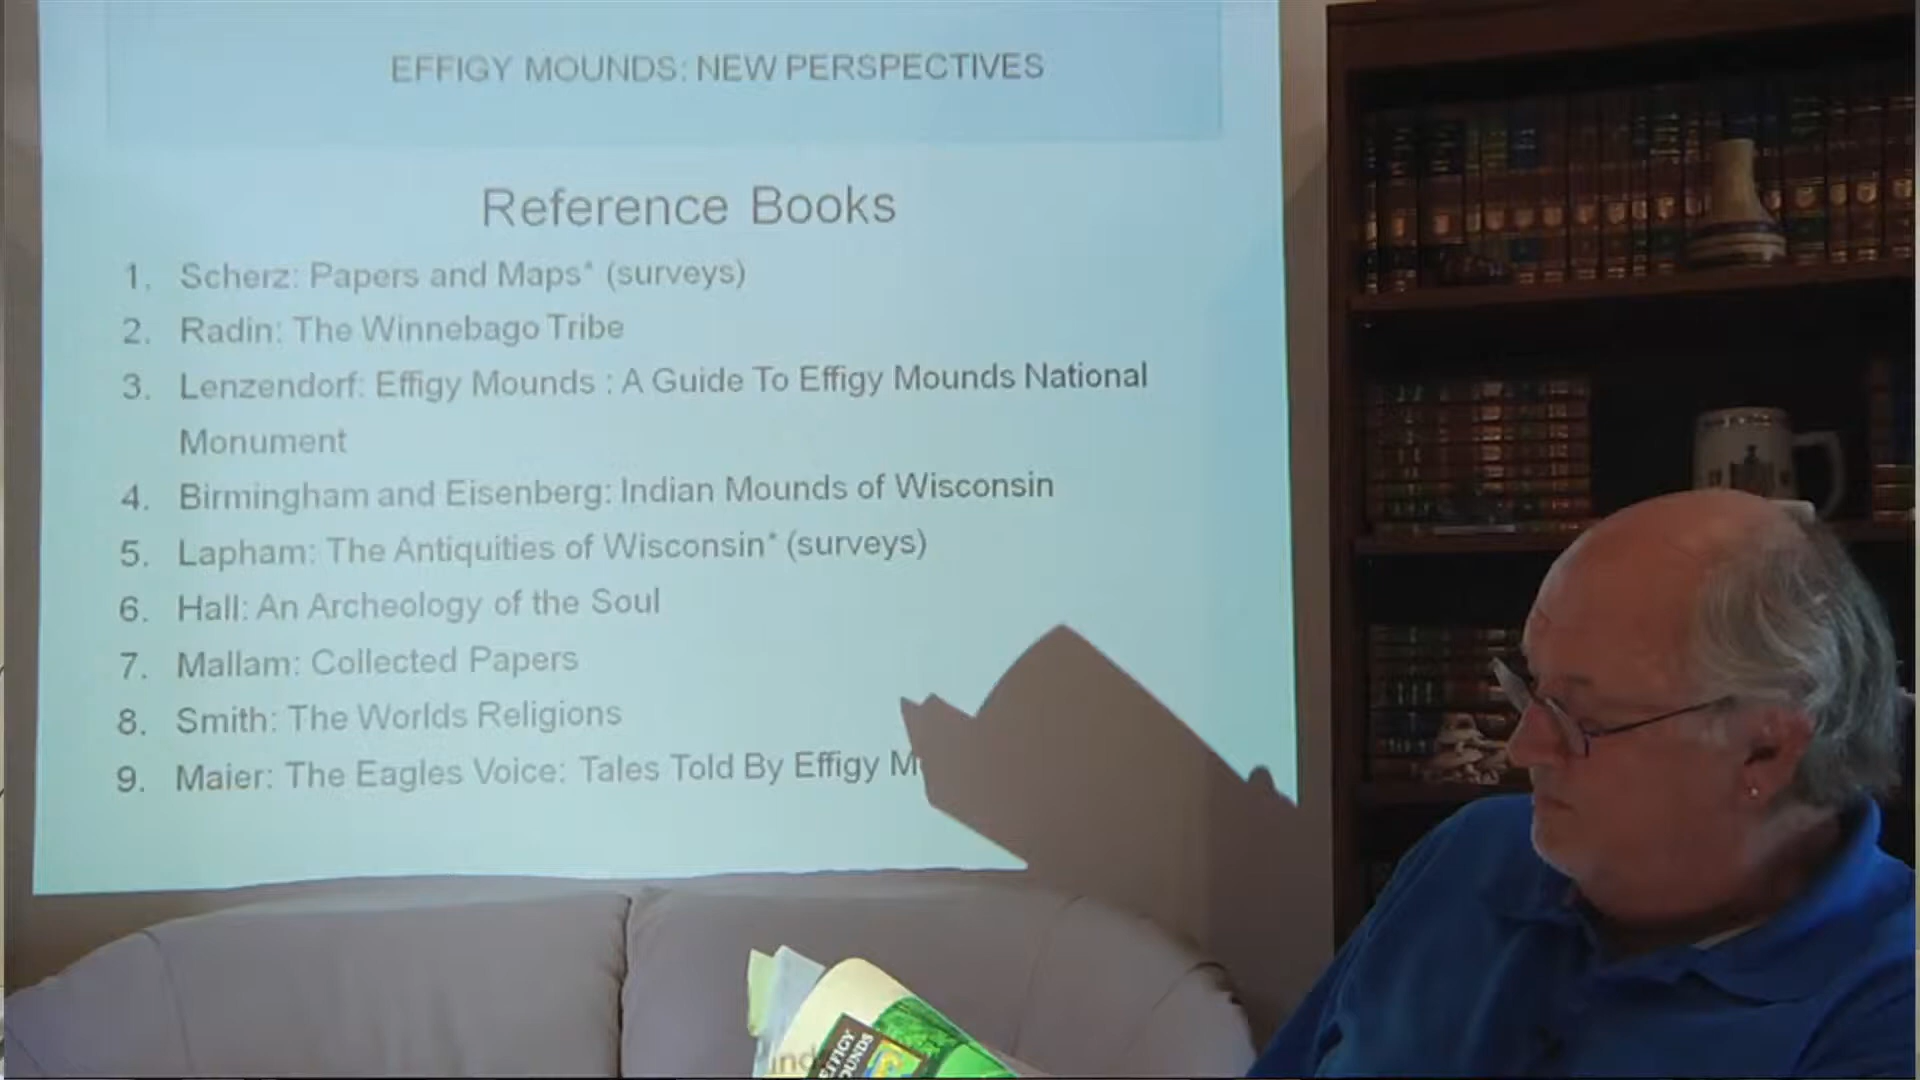 EFFIGY MOUNDS: NEW PERSPECTIVES
Reference Books
1. Scherz: Papers and Maps* (surveys)
2. Radin: The Winnebago Tribe
3. Lenzendorf: Effigy Mounds : A Guide To Effigy Mounds National
Monument
4. Birmingham and Eisenberg: Indian Mounds of Wisconsin
5. Lapham: The Antiquities of Wisconsin* (surveys)
6. Hall: An Archeology of the Soul
7. Mallam: Collected Papers
8. Smith: The Worlds Religions
9. Maier: The Eagles Voice: Tales Told By Effigy M
EFFIGY
OUNDS